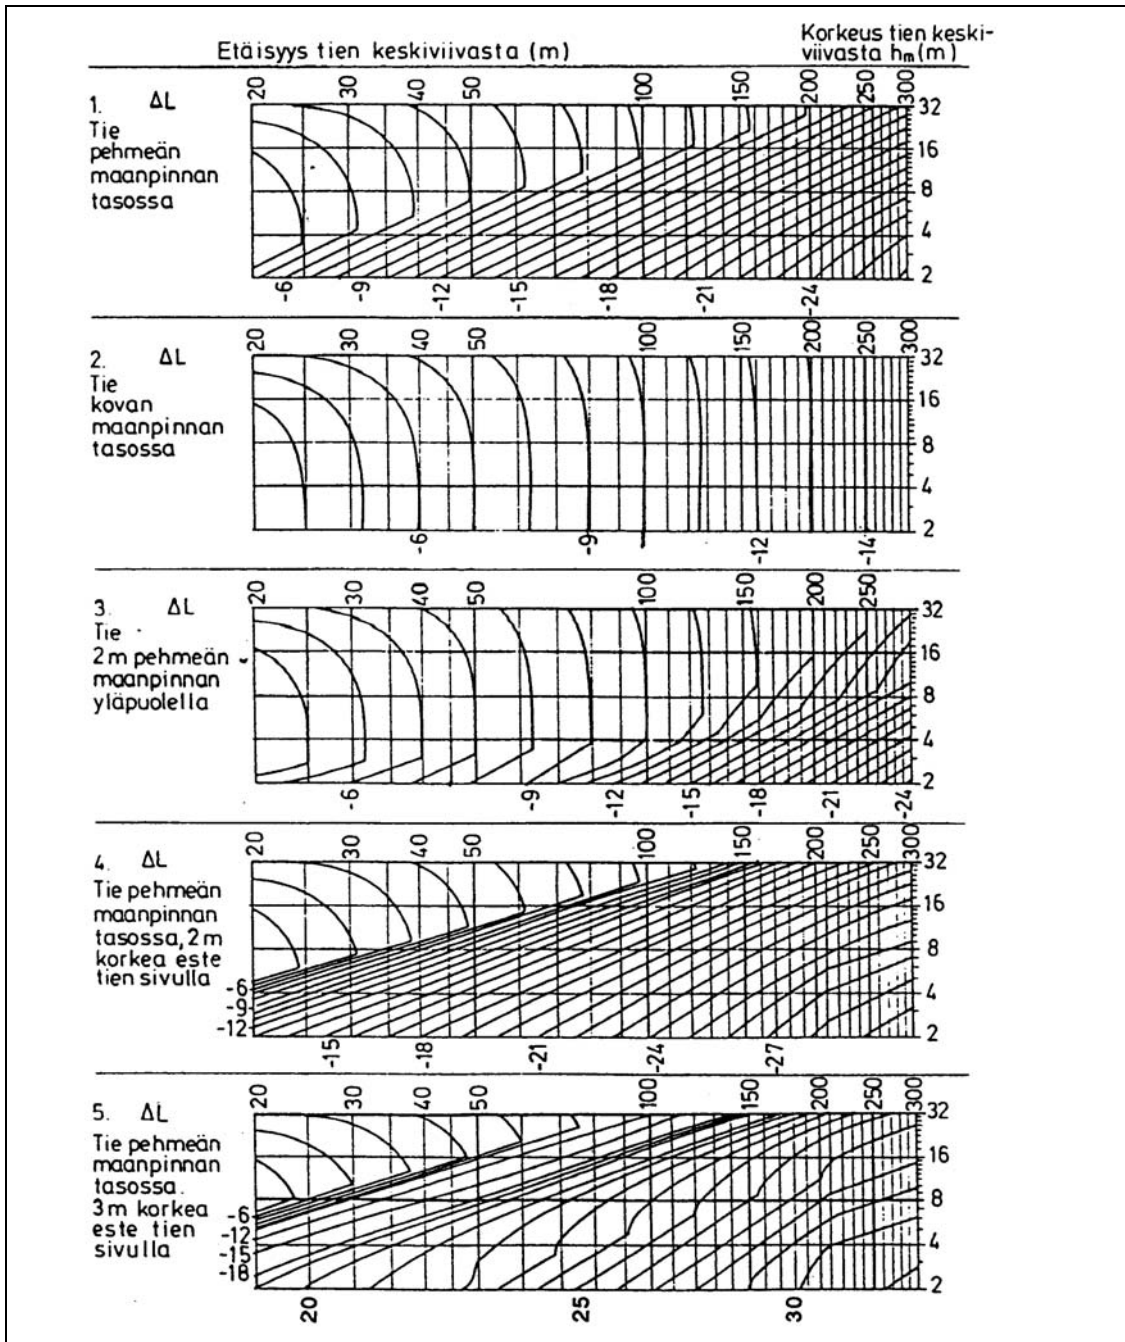 Etäisyys tien keskiviivasta (m)
Korkeus tien keski-
viivasta hm (m)
20 30 40 50 100 150 200 250 300
1. ΔL
Tie
pehmeän
maanpinnan
tasossa
32
16
8
4
2
-6 -9 -12 -15 -18 -21 -24
20 30 40 50 100 150 200 250 300
2. ΔL
Tie
kovan
maanpinnan
tasossa
32
16
8
4
2
-6 -9 -12 -14
20 30 40 50 100 150 200 250
3. ΔL
Tie
2 m pehmeän
maanpinnan
yläpuolella
32
16
8
4
2
-6 -9 -12 -15 -18 -21 -24
20 30 40 50 100 150 200 250 300
4. ΔL
Tie pehmeän
maanpinnan
tasossa, 2 m
korkea este
tien sivulla
-6
-9
-12
32
16
8
4
2
-15 -18 -21 -24 -27
20 30 40 50 100 150 200 250 300
5. ΔL
Tie pehmeän
maanpinnan
tasossa.
3 m korkea
este tien
sivulla
-6
-12
-15
-18
32
16
8
4
2
20 25 30